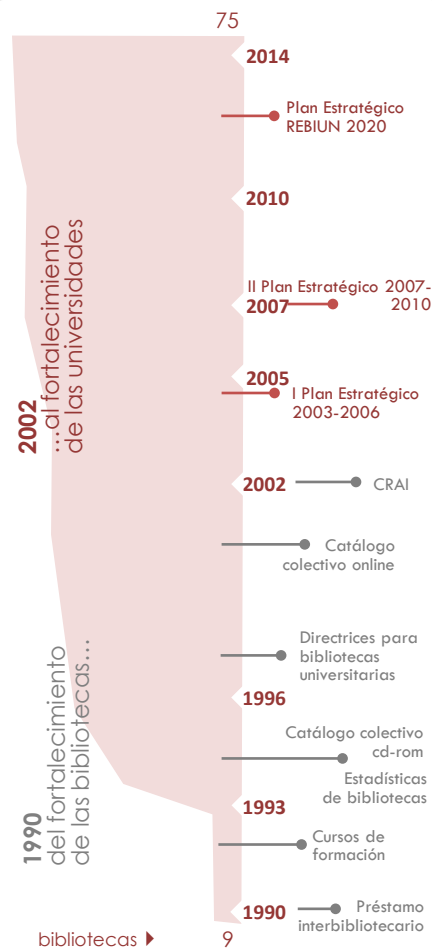 75
2014
Plan Estratégico
REBIUN 2020
2010
II Plan Estratégico 2007-
2010
2007
2005
I Plan Estratégico
2003-2006
2002
…al fortalecimiento
de las universidades
2002
CRAI
Catálogo
colectivo online
Directrices para
bibliotecas
universitarias
1996
Catálogo colectivo
cd-rom
Estadísticas
de bibliotecas
1993
Cursos de
formación
1990
del fortalecimiento
de las bibliotecas…
1990
Préstamo
interbibliotecario
bibliotecas
9